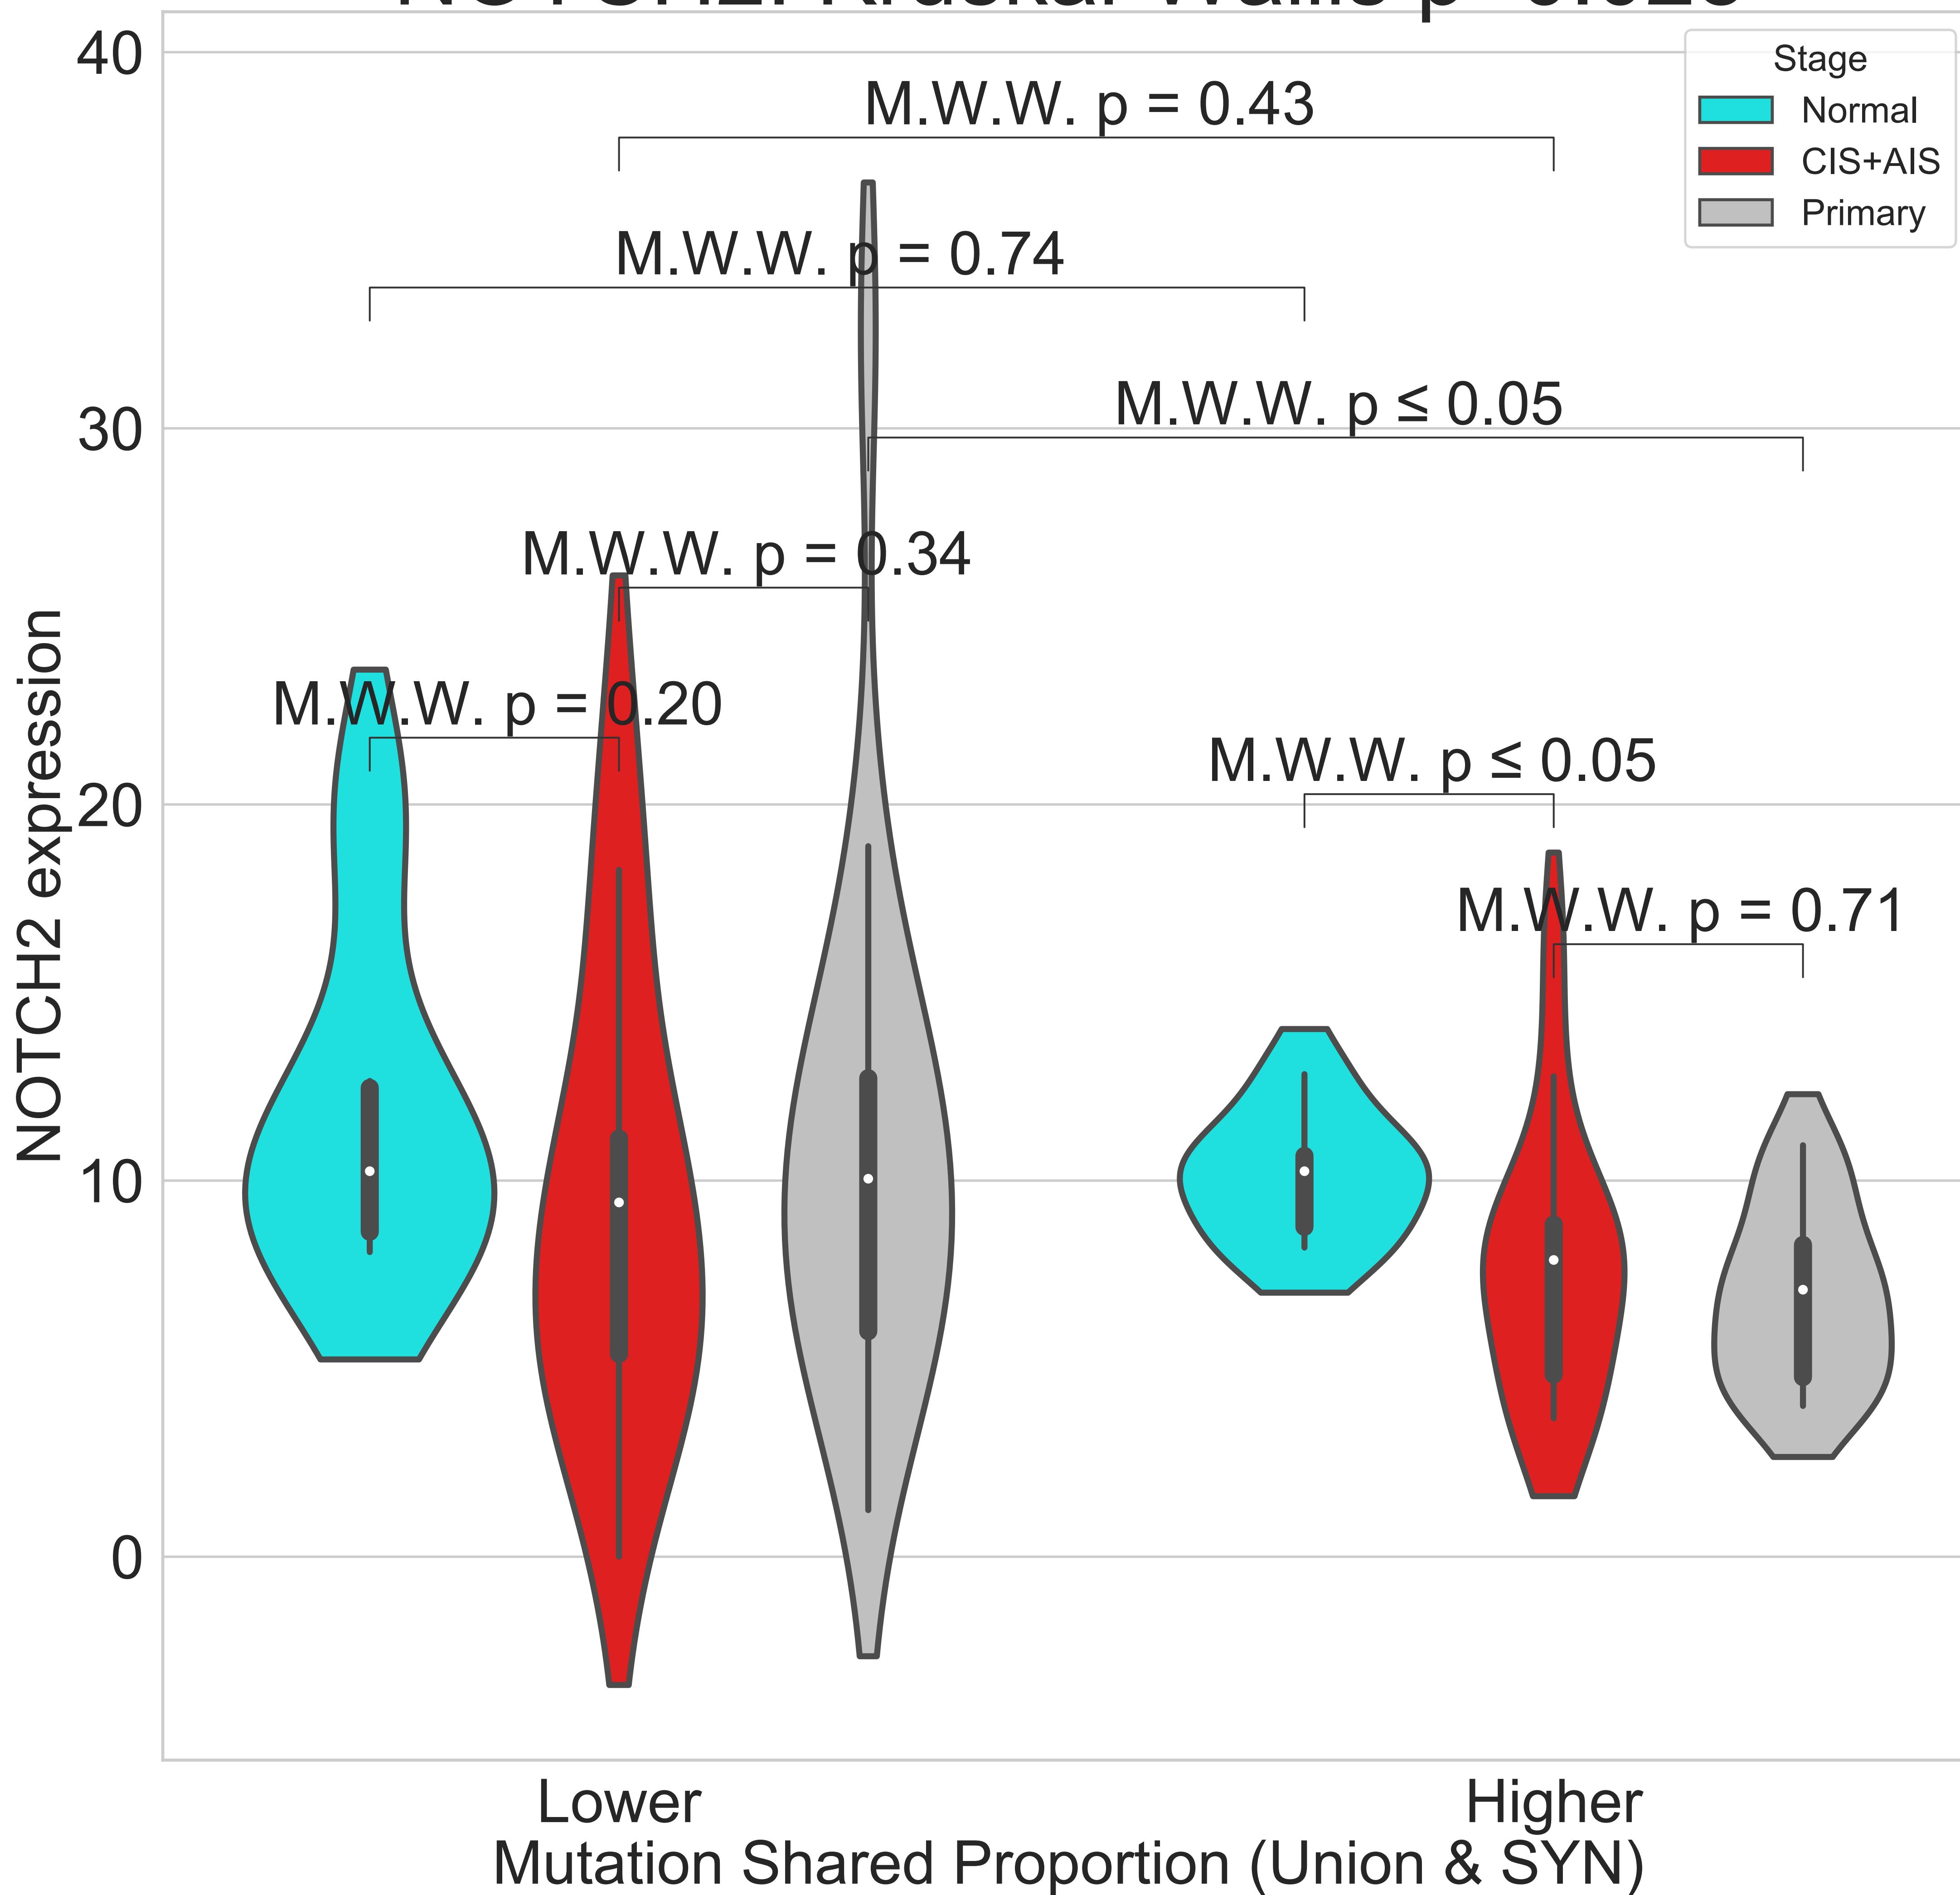 40
Stage
Normal
CIS+AIS
Primary
M.W.W. p = 0.43
M.W.W. p = 0.74
M.W.W. p ≤ 0.05
30
M.W.W. p = 0.34
M.W.W. p = 0.20
M.W.W. p ≤ 0.05
20
M.W.W. p = 0.71
NOTCH2 expression
10
0
Lower Higher
Mutation Shared Proportion (Union & SYN)